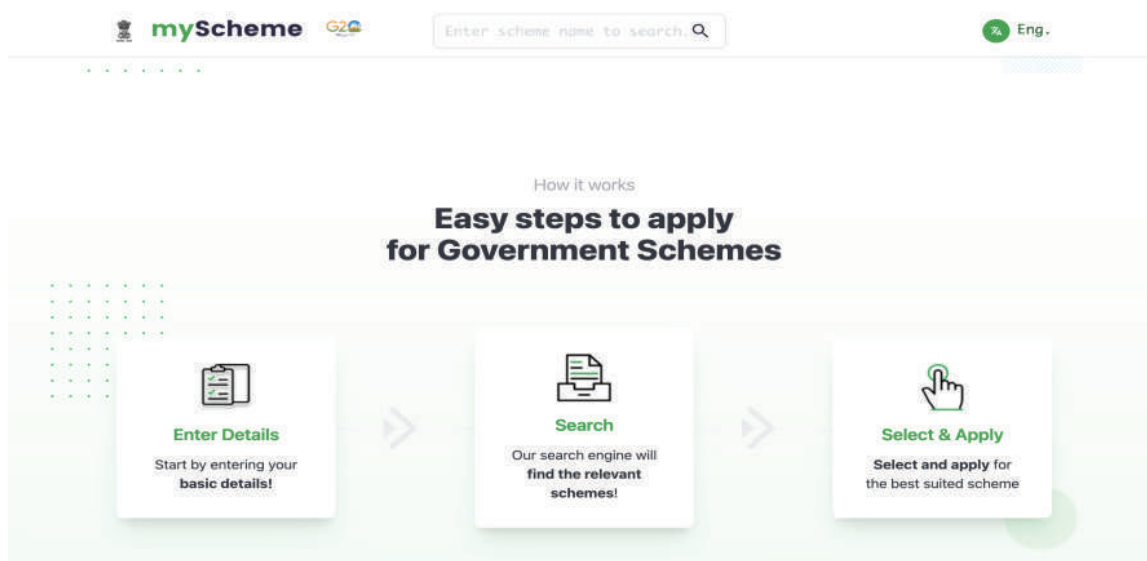 myScheme G20
Enter scheme name to search
Eng.
How it works
Easy steps to apply
for Government Schemes
Enter Details
Start by entering your
basic details!
Search
Our search engine will
find the relevant
schemes!
Select & Apply
Select and apply for
the best suited scheme